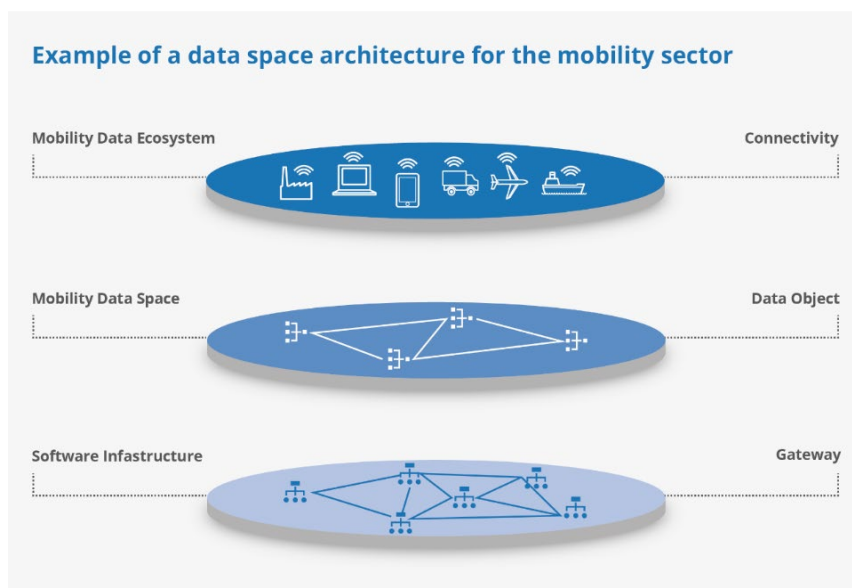 Example of a data space architecture for the mobility sector
Mobility Data Ecosystem
Connectivity
Mobility Data Space
Data Object
Software Infastructure
Gateway